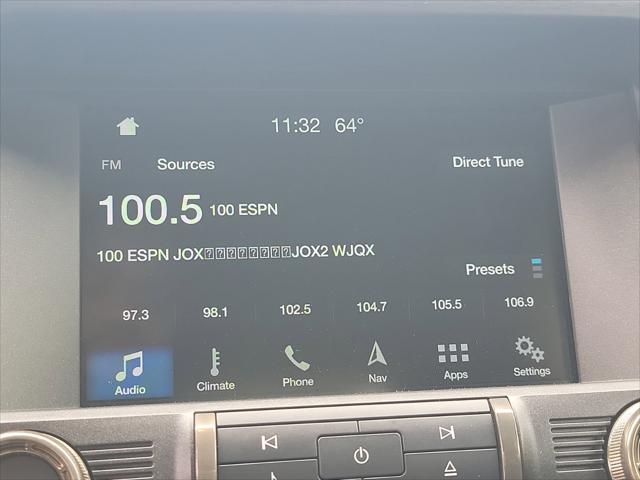 11:32 64°
FM Sources Direct Tune
100.5 100 ESPN
100 ESPN JOX⍰⍰⍰⍰⍰⍰⍰⍰JOX2 WJQX
Presets
97.3 98.1 102.5 104.7 105.5 106.9
Audio Climate Phone Nav Apps Settings